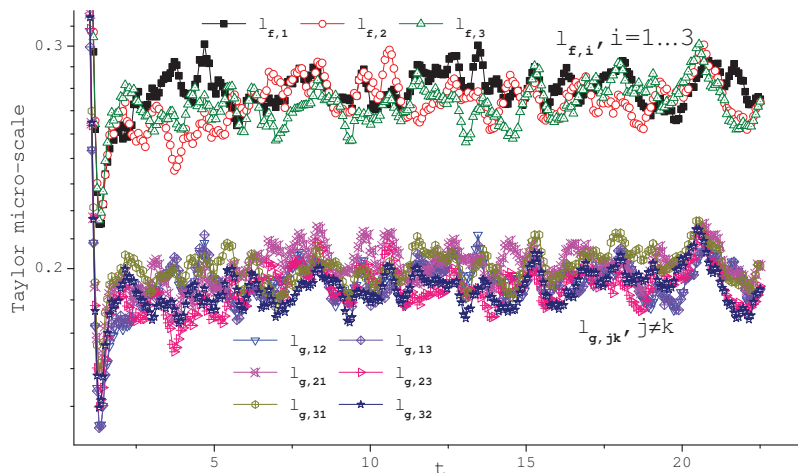 l f,1 l f,2 l f,3
l f,i, i=1...3
0.3
0.2
Taylor micro-scale
l g,jk, j≠k
l g,12 l g,13
l g,21 l g,23
l g,31 l g,32
5 10 15 20
t